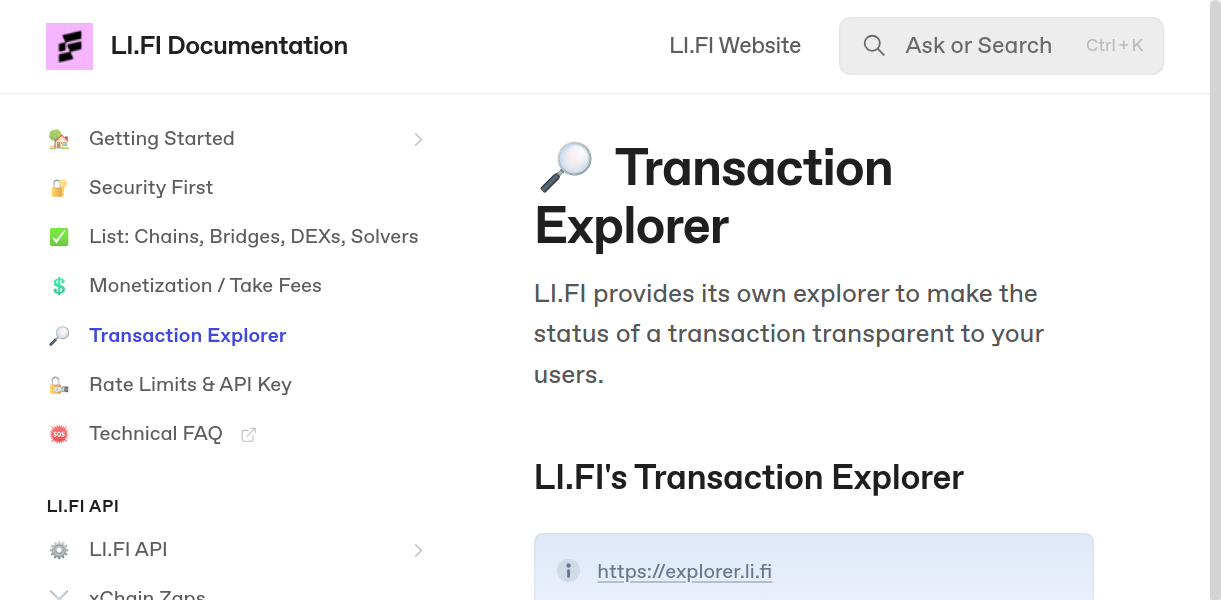 LI.FI Documentation
LI.FI Website
Ask or Search
Ctrl + K
Getting Started
Security First
List: Chains, Bridges, DEXs, Solvers
Monetization / Take Fees
Transaction Explorer
Rate Limits & API Key
SOS
Technical FAQ
LI.FI API
LI.FI API
xChain Zaps
Transaction
Explorer
LI.FI provides its own explorer to make the
status of a transaction transparent to your
users.
LI.FI's Transaction Explorer
https://explorer.li.fi